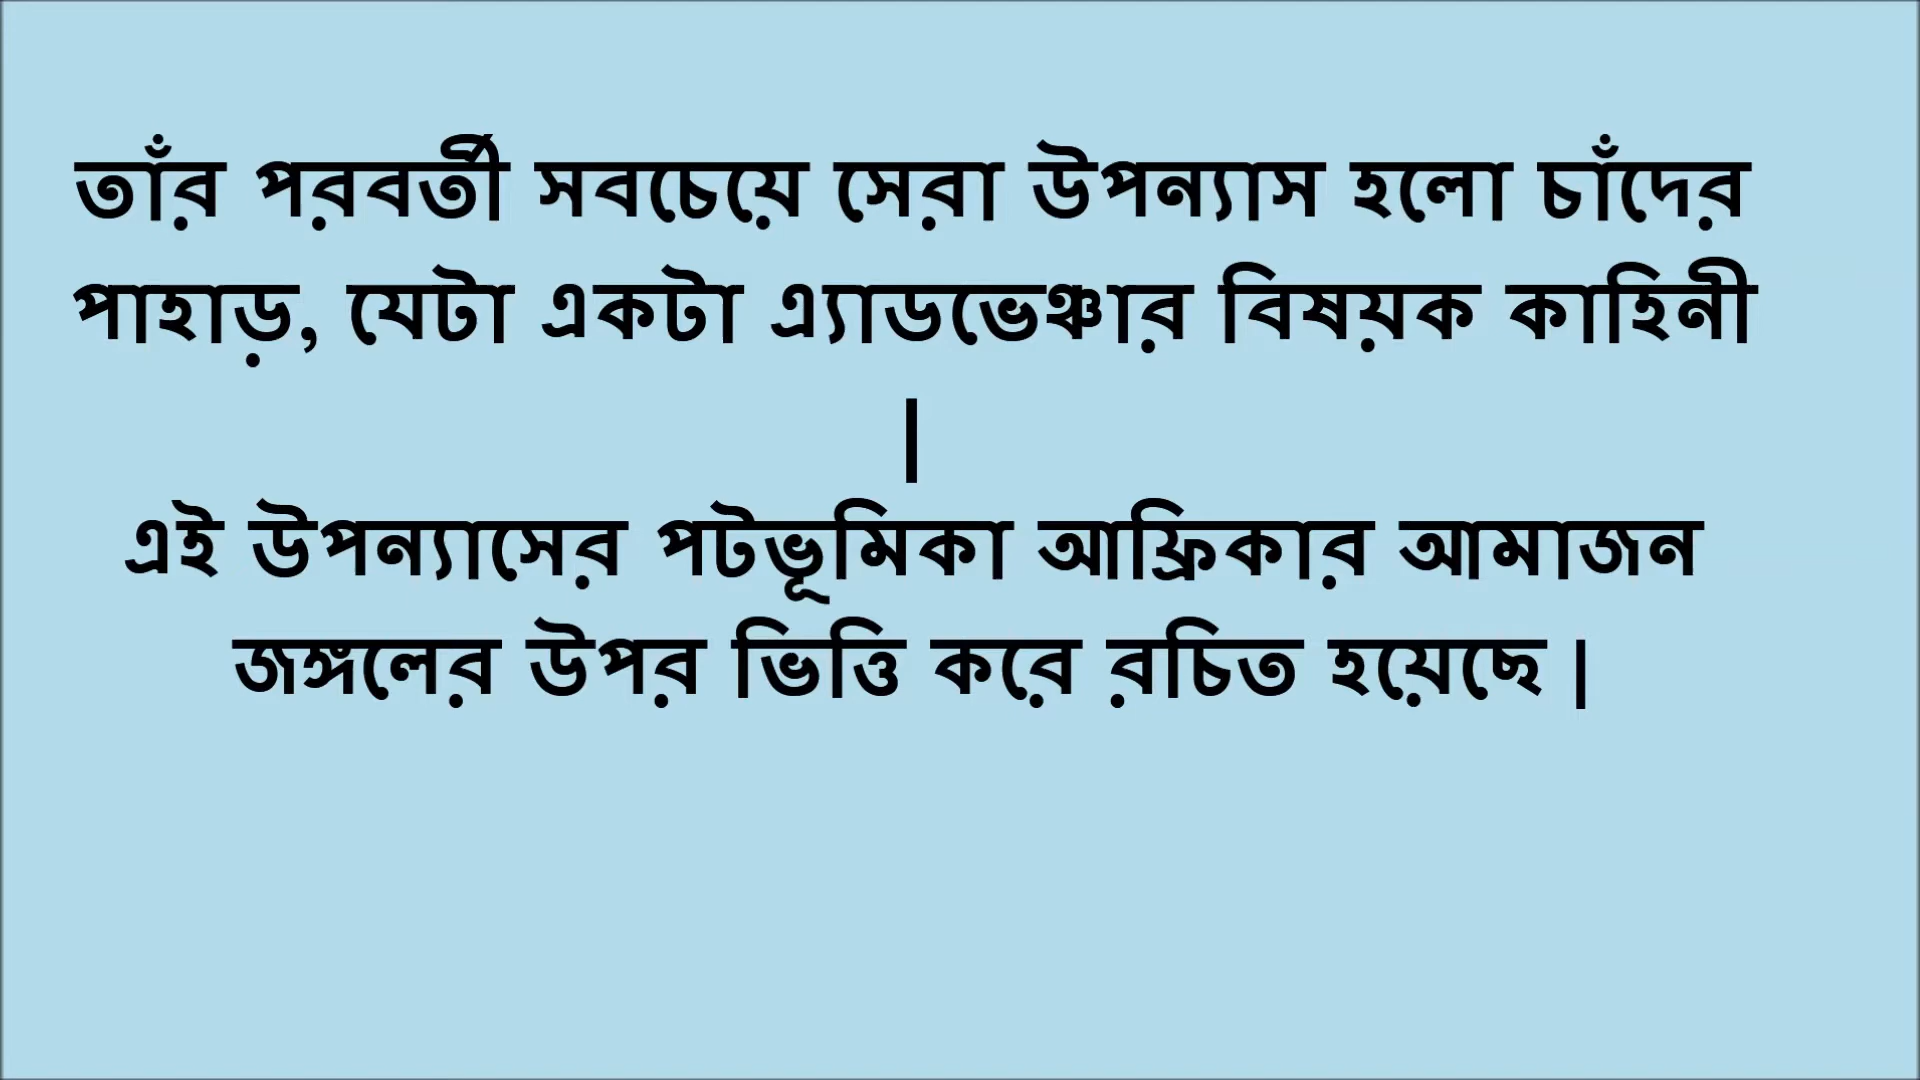 তাঁর পরবর্তী সবচেয়ে সেরা উপন্যাস হলো চাঁদের
পাহাড়, যেটা একটা এ্যাডভেঞ্চার বিষয়ক কাহিনী
|
এই উপন্যাসের পটভূমিকা আফ্রিকার আমাজন
জঙ্গলের উপর ভিত্তি করে রচিত হয়েছে |